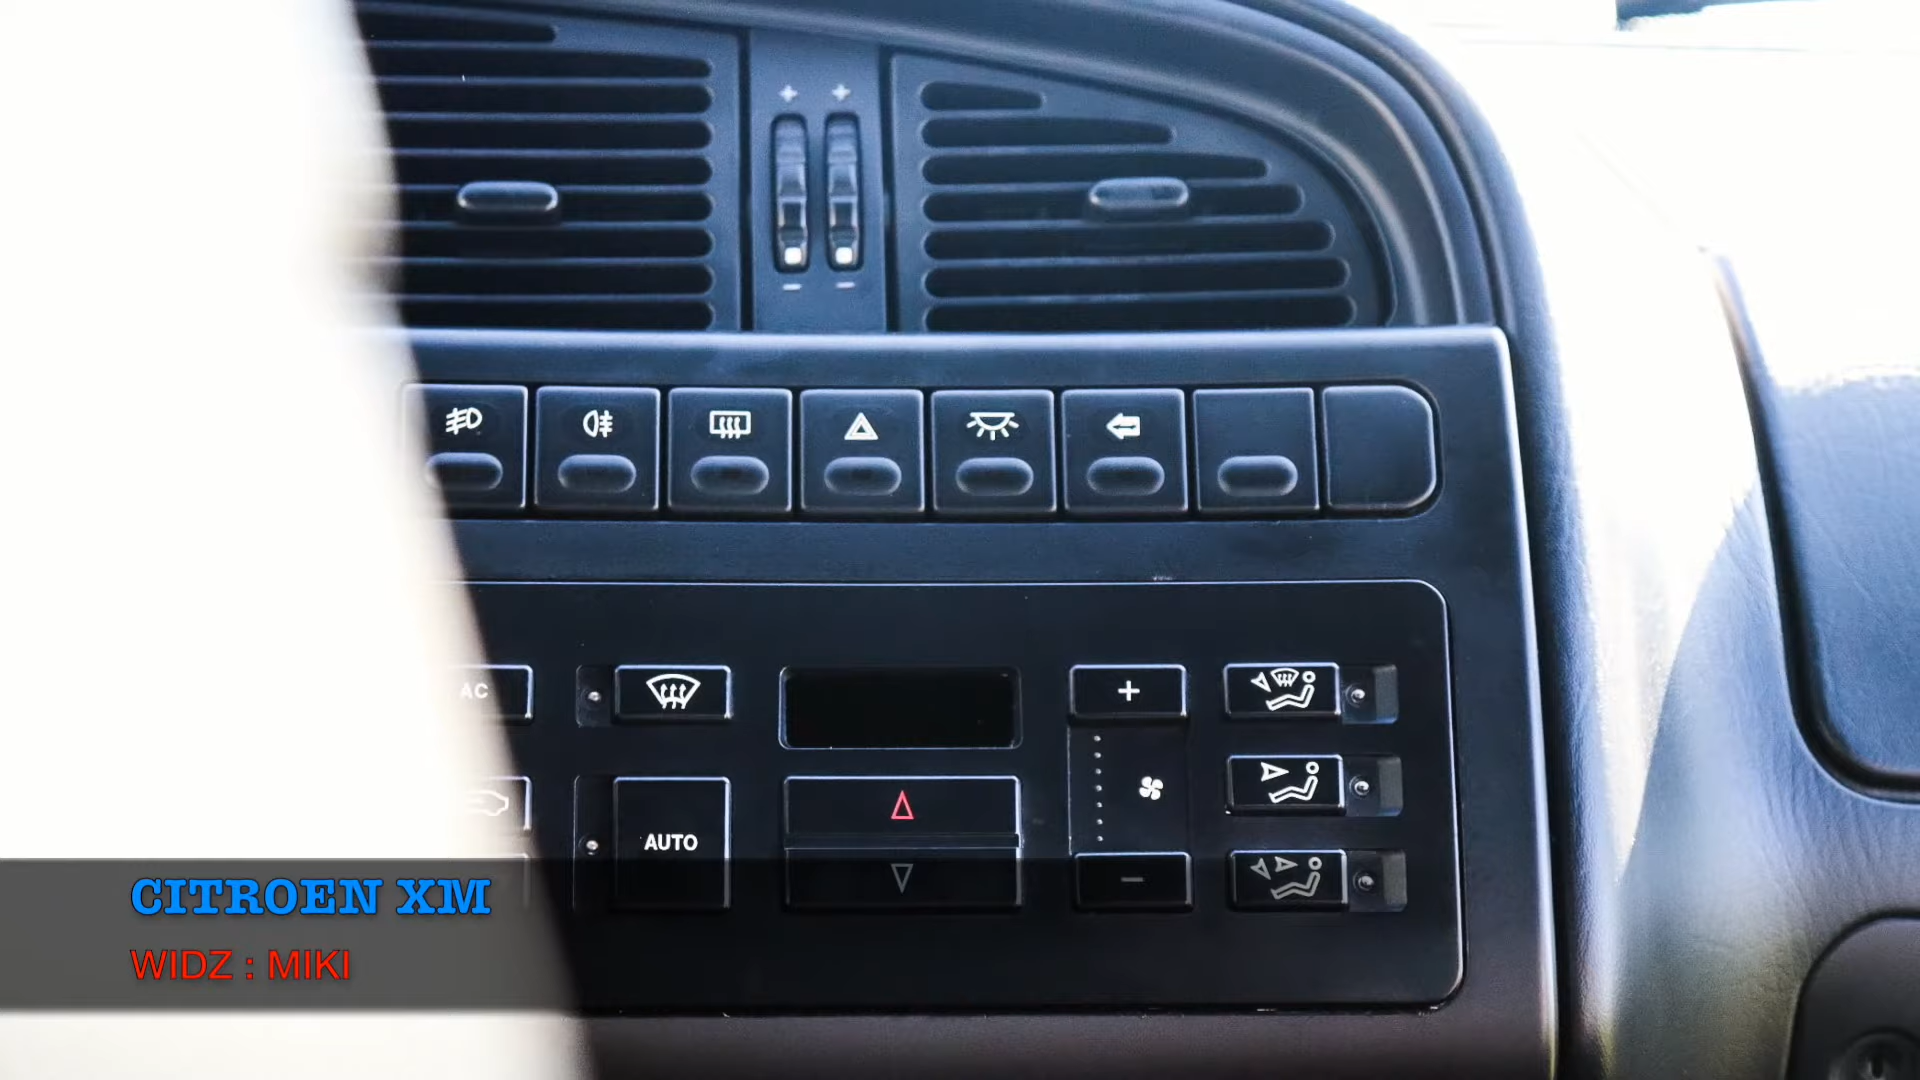 + +
- -
AC
+
AUTO
-
CITROEN XM
WIDZ : MIKI